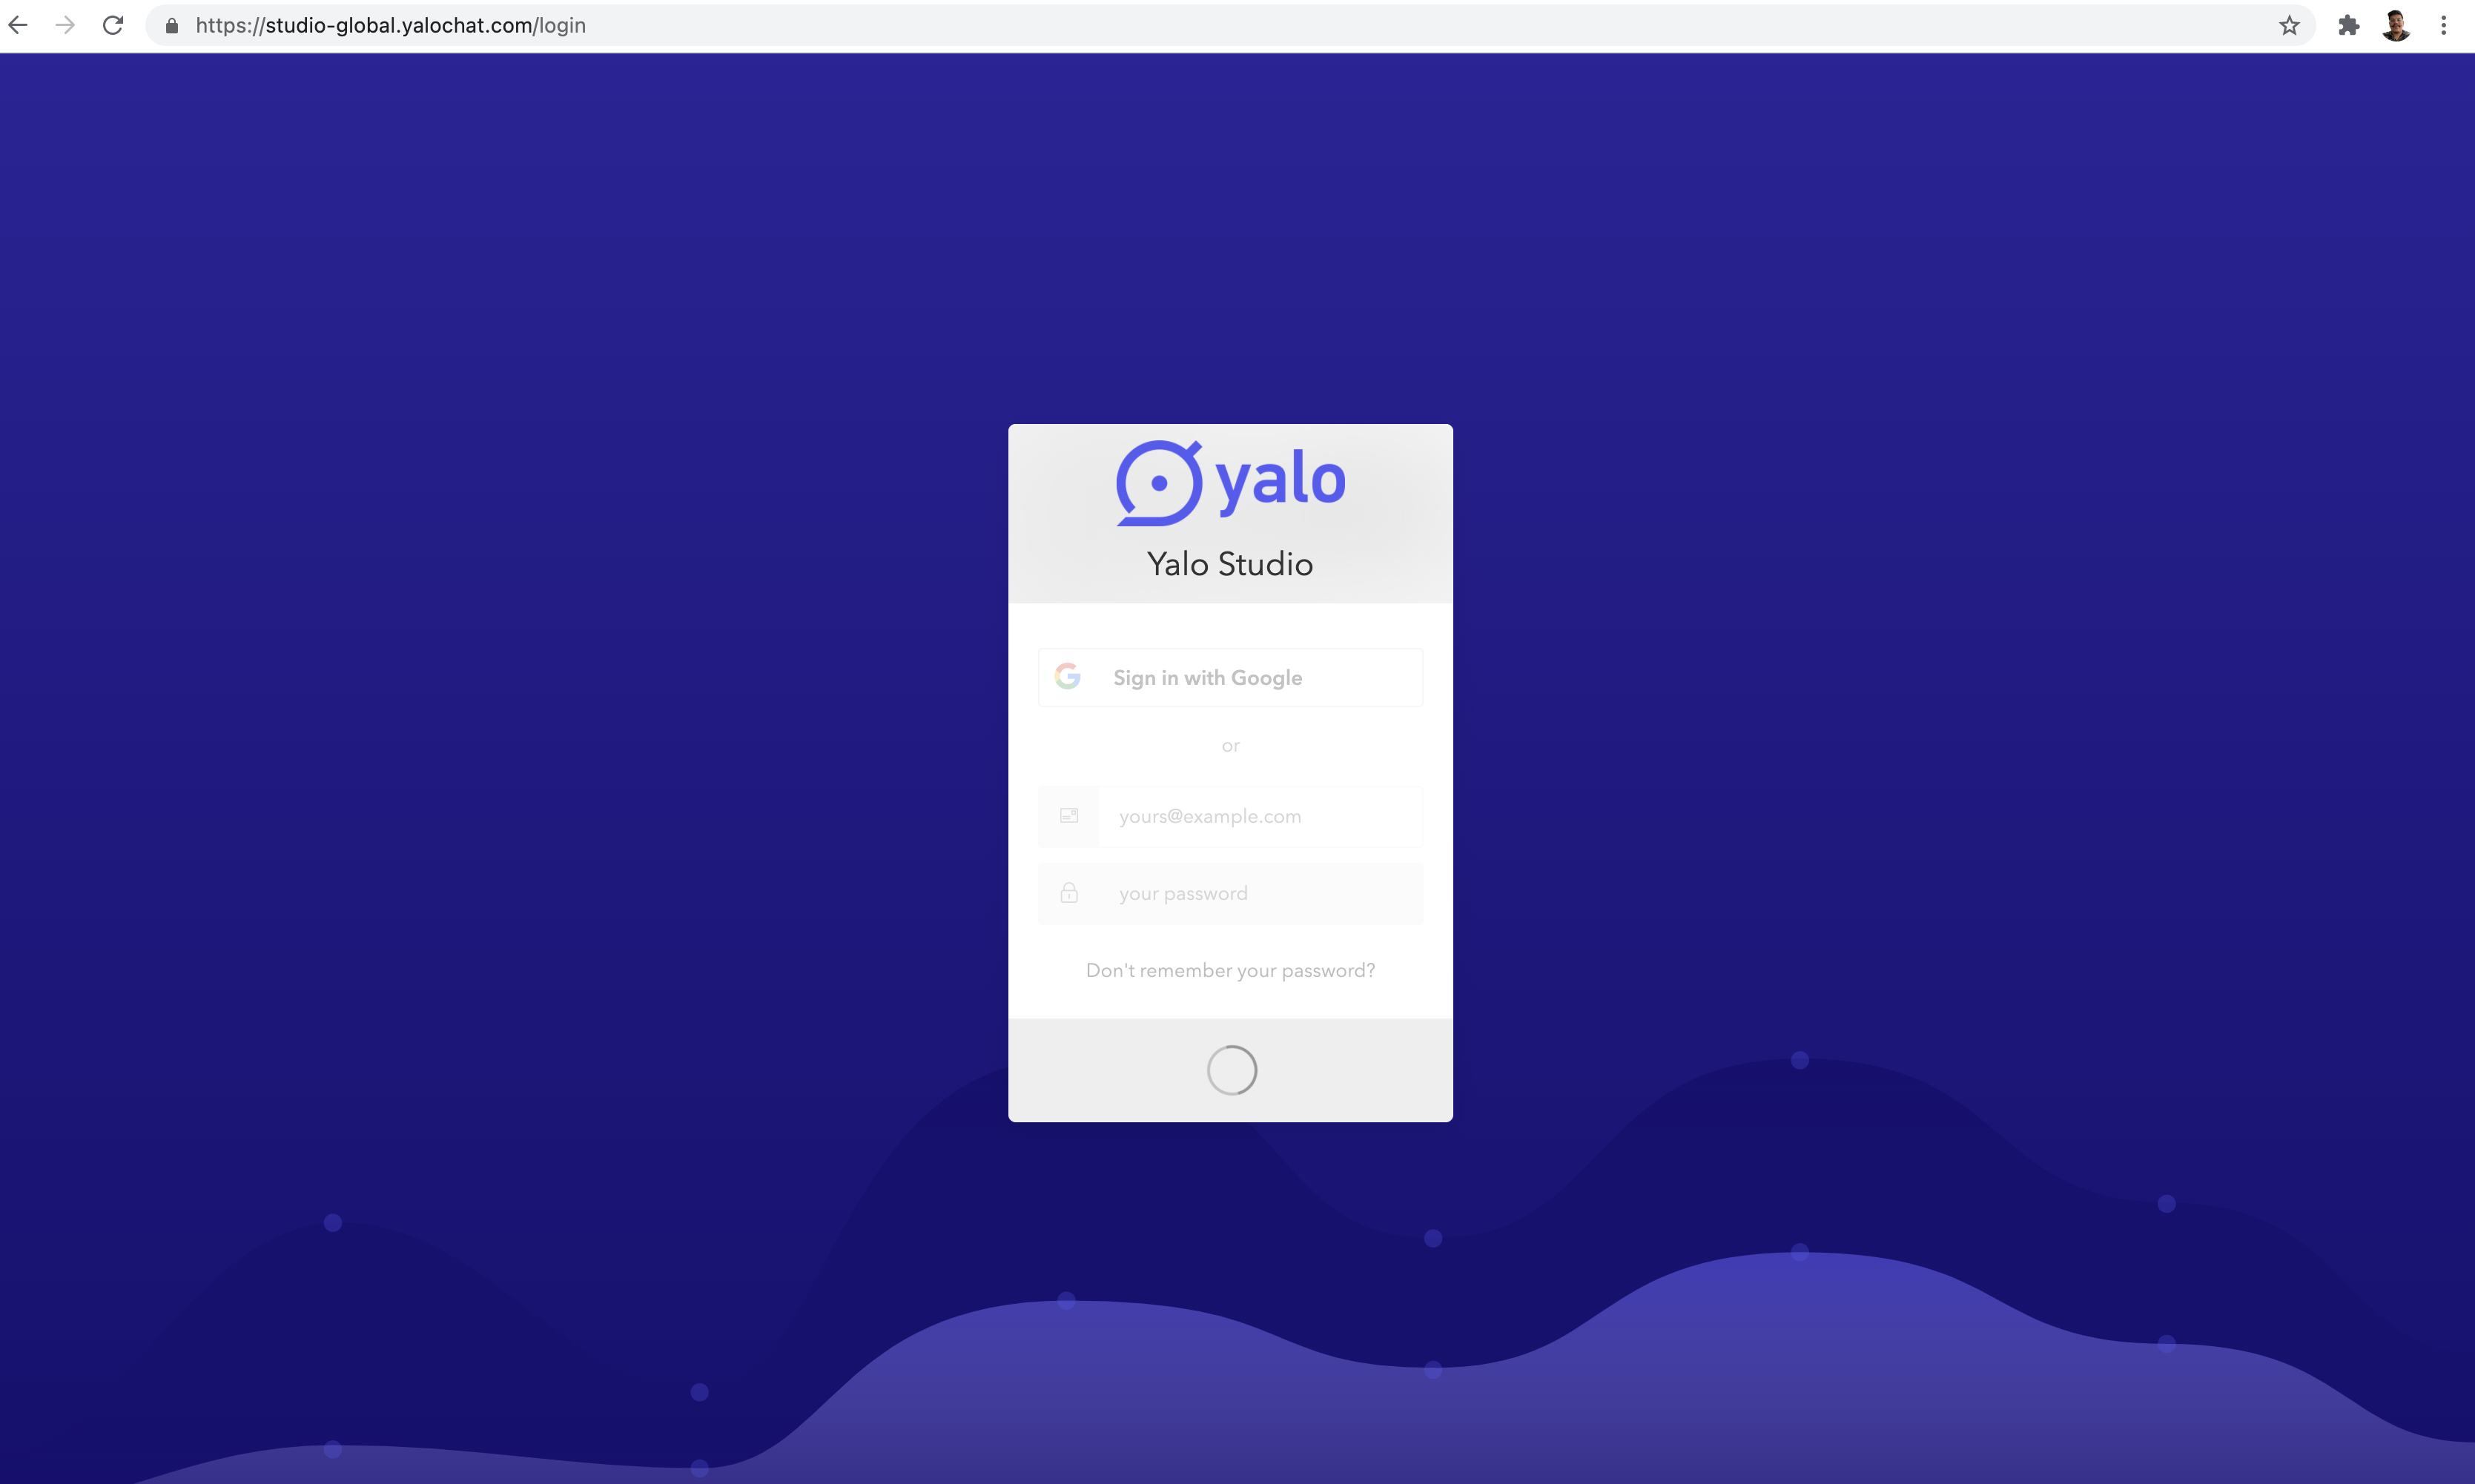 https://studio-global.yalochat.com/login
yalo
Yalo Studio
Sign in with Google
or
yours@example.com
your password
Don't remember your password?